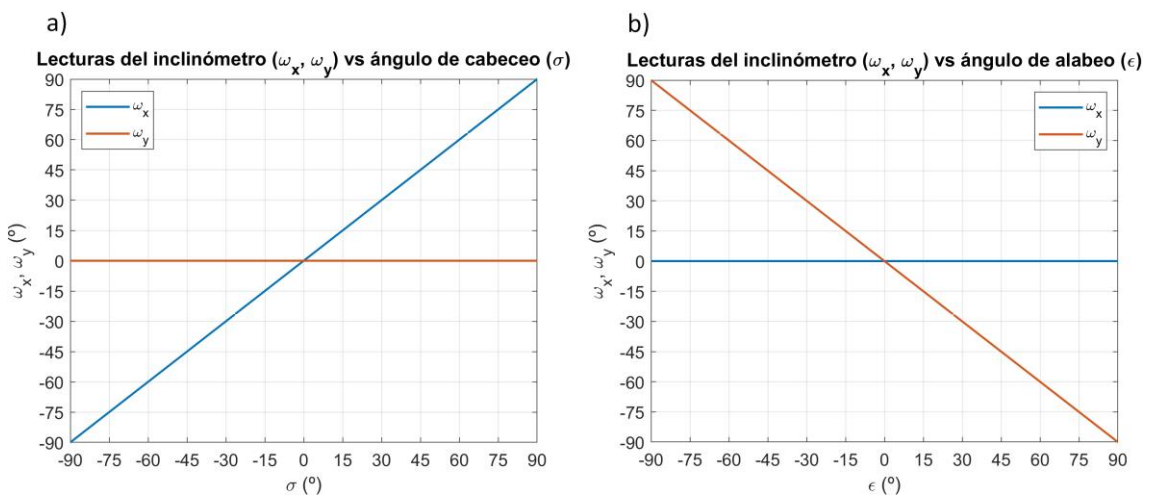 a)
Lecturas del inclinómetro (ωx, ωy) vs ángulo de cabeceo (σ)
90
75
60
45
30
15
0
-15
-30
-45
-60
-75
-90
ωx, ωy (º)
ωx
ωy
-90 -75 -60 -45 -30 -15 0 15 30 45 60 75 90
σ (º)
b)
Lecturas del inclinómetro (ωx, ωy) vs ángulo de alabeo (ϵ)
90
75
60
45
30
15
0
-15
-30
-45
-60
-75
-90
ωx, ωy (º)
ωx
ωy
-90 -75 -60 -45 -30 -15 0 15 30 45 60 75 90
ϵ (º)